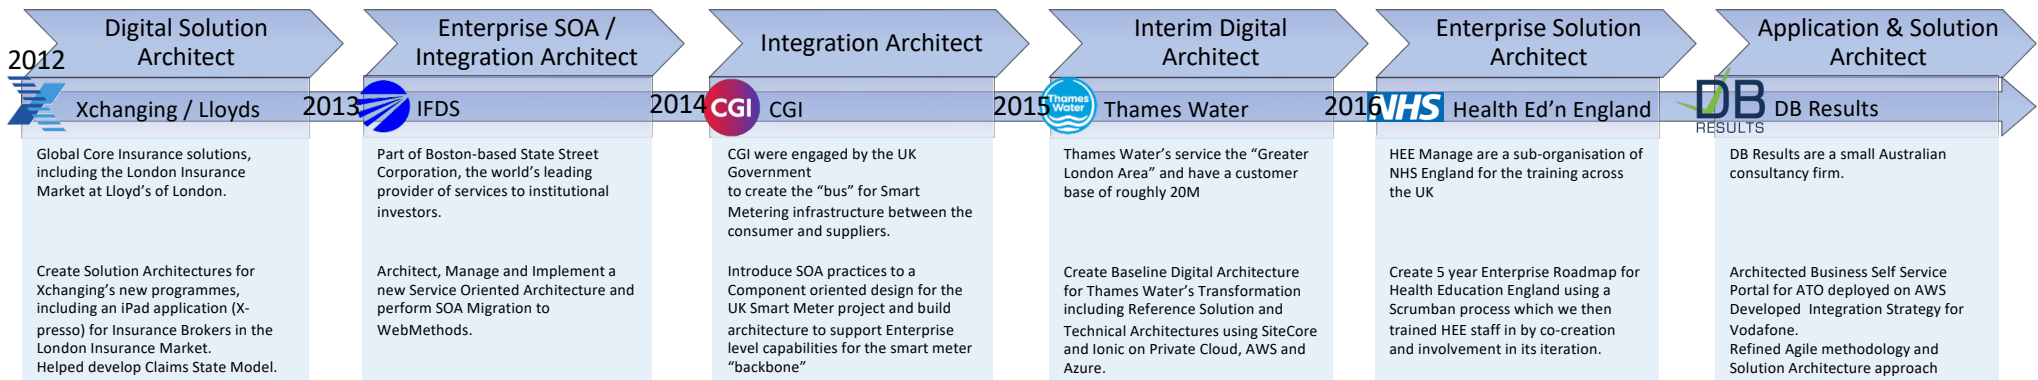 Digital Solution
Architect
2012
Xchanging / Lloyds
Global Core Insurance solutions,
including the London Insurance
Market at Lloyd’s of London.
Create Solution Architectures for
Xchanging’s new programmes,
including an iPad application (X-
presso) for Insurance Brokers in the
London Insurance Market.
Helped develop Claims State Model.
Enterprise SOA /
Integration Architect
2013
IFDS
Part of Boston-based State Street
Corporation, the world’s leading
provider of services to institutional
investors.
Architect, Manage and Implement a
new Service Oriented Architecture and
perform SOA Migration to
WebMethods.
Integration Architect
2014
CGI
CGI
CGI were engaged by the UK
Government
to create the “bus” for Smart
Metering infrastructure between the
consumer and suppliers.
Introduce SOA practices to a
Component oriented design for the
UK Smart Meter project and build
architecture to support Enterprise
level capabilities for the smart meter
“backbone”
Interim Digital
Architect
2015
Thames
Water
Thames Water
Thames Water’s service the “Greater
London Area” and have a customer
base of roughly 20M
Create Baseline Digital Architecture
for Thames Water’s Transformation
including Reference Solution and
Technical Architectures using SiteCore
and Ionic on Private Cloud, AWS and
Azure.
Enterprise Solution
Architect
2016
NHS
Health Ed’n England
HEE Manage are a sub-organisation of
NHS England for the training across
the UK
Create 5 year Enterprise Roadmap for
Health Education England using a
Scrumban process which we then
trained HEE staff in by co-creation
and involvement in its iteration.
Application & Solution
Architect
DB
RESULTS
DB Results
DB Results are a small Australian
consultancy firm.
Architected Business Self Service
Portal for ATO deployed on AWS
Developed Integration Strategy for
Vodafone.
Refined Agile methodology and
Solution Architecture approach